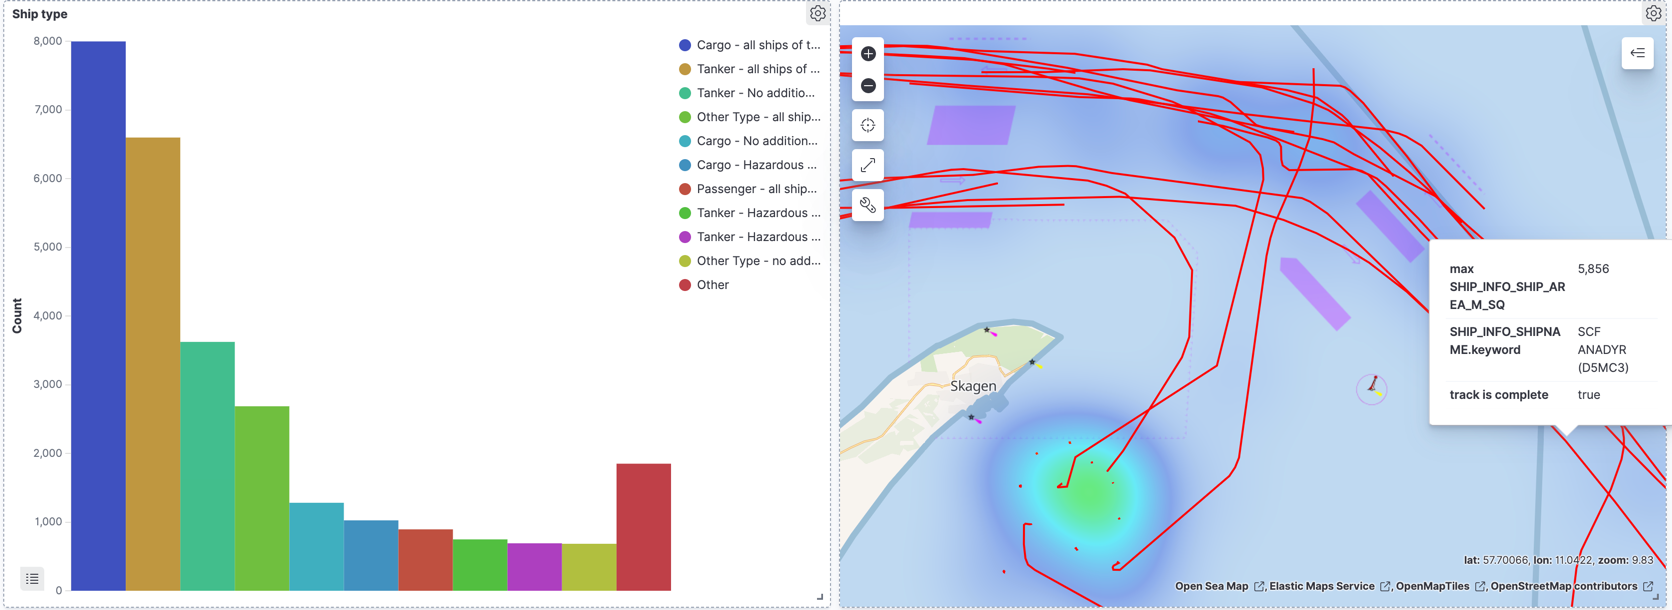 Ship type
8,000
7,000
6,000
5,000
4,000
3,000
2,000
1,000
0
Count
Cargo - all ships of t...
Tanker - all ships of ...
Tanker - No additio...
Other Type - all ship...
Cargo - No addition...
Cargo - Hazardous ...
Passenger - all ship...
Tanker - Hazardous ...
Tanker - Hazardous ...
Other Type - no add...
Other
Skagen
max
SHIP_INFO_SHIP_AR
EA_M_SQ
5,856
SHIP_INFO_SHIPNA
ME.keyword
SCF
ANADYR
(D5MC3)
track is complete
true
lat: 57.70066, lon: 11.0422, zoom: 9.83
Open Sea Map , Elastic Maps Service , OpenMapTiles , OpenStreetMap contributors